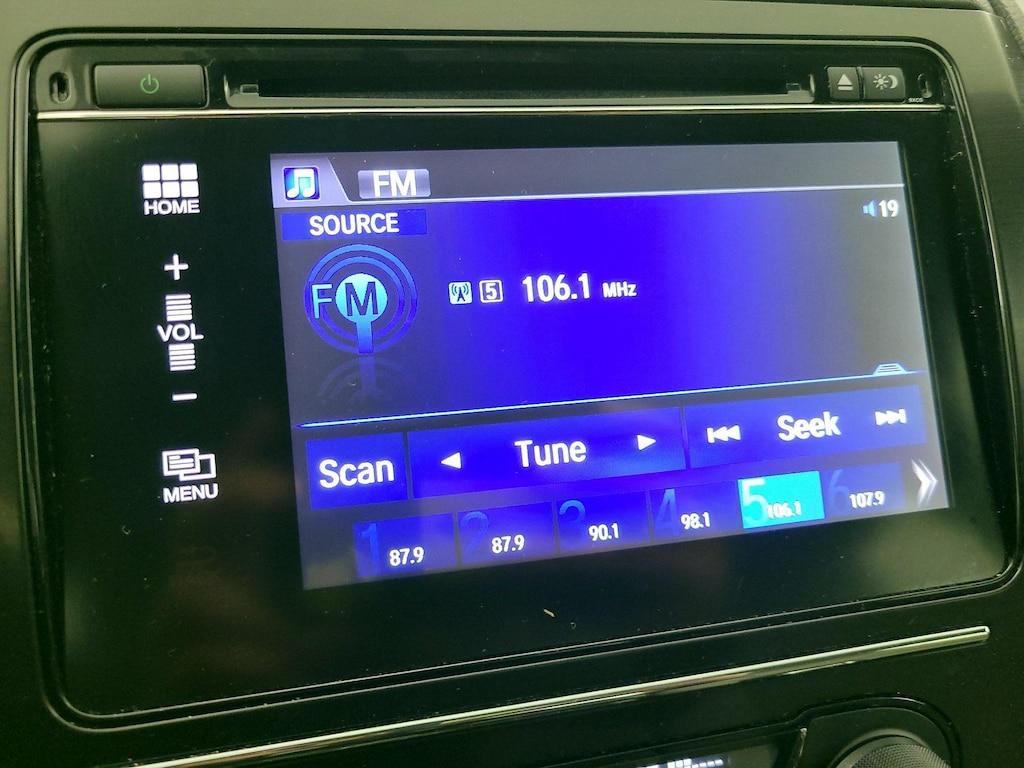 HOME
VOL
MENU
FM
SOURCE
19
FM
5 106.1 MHz
Scan Tune Seek
1 87.9
2 87.9
3 90.1
4 98.1
5 106.1
6 107.9